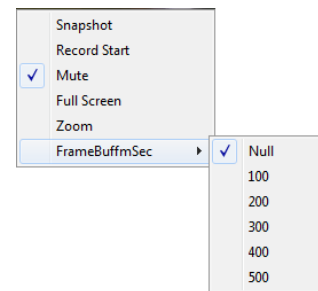 Snapshot
Record Start
Mute
Full Screen
Zoom
FrameBuffmSec
Null
100
200
300
400
500